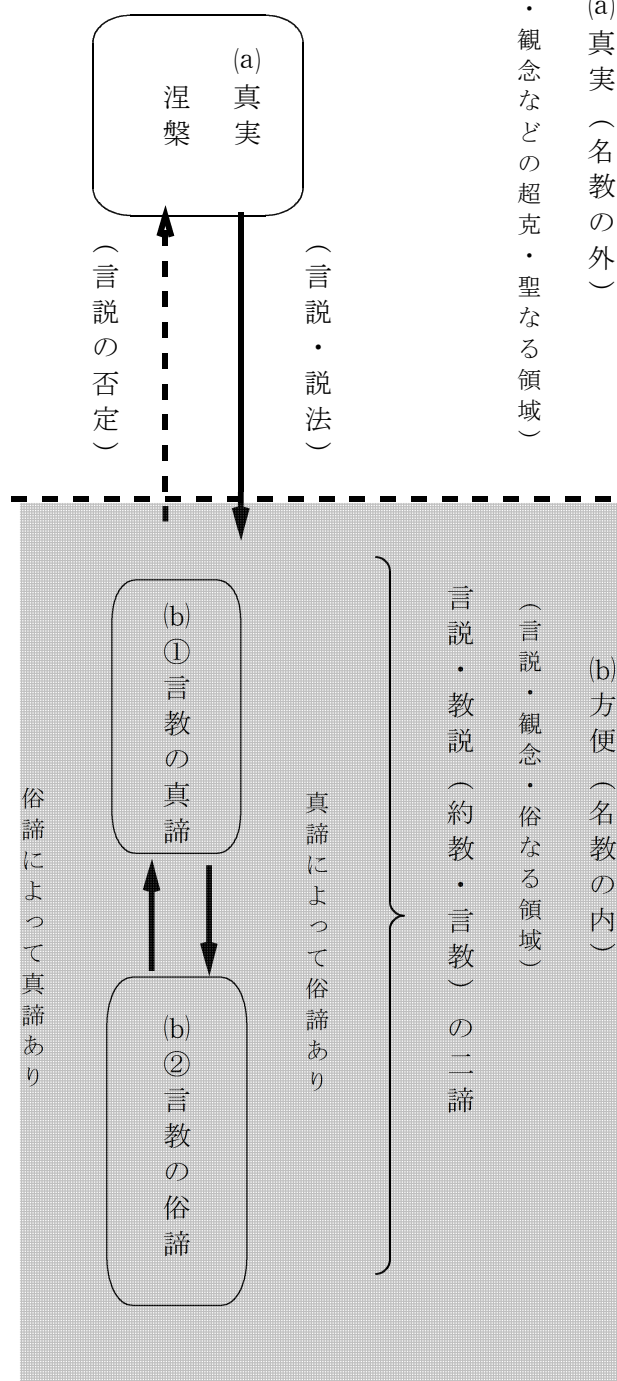 (a)真実（名教の外）
・観念などの超克・聖なる領域）
（言説・説法）
(a)真実
涅槃
（言説の否定）
(b)方便（名教の内）
（言説・観念・俗なる領域）
言説・教説（約教・言教）の二諦
真諦によって俗諦あり
(b)①言教の真諦
(b)②言教の俗諦
俗諦によって真諦あり